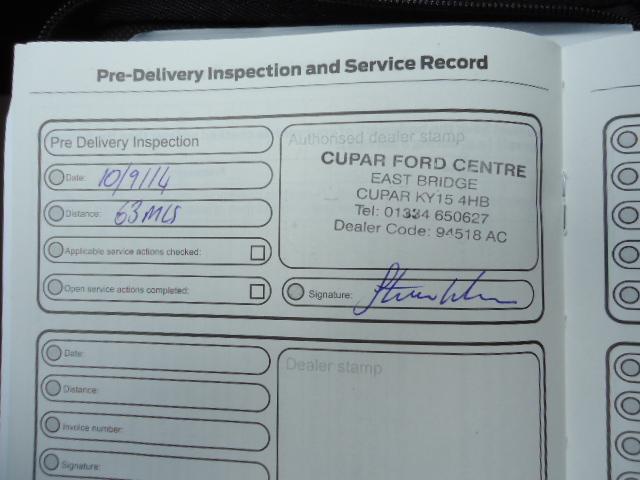 Pre-Delivery Inspection and Service Record
Pre Delivery Inspection
Date: 10/9/14
Distance: 63 MLS
Applicable service actions checked:
Open service actions completed:
Authorised dealer stamp
CUPAR FORD CENTRE
EAST BRIDGE
CUPAR KY15 4HB
Tel: 01334 650627
Dealer Code: 94518 AC
Signature:
Date:
Distance:
Invoice number:
Signature:
Dealer stamp